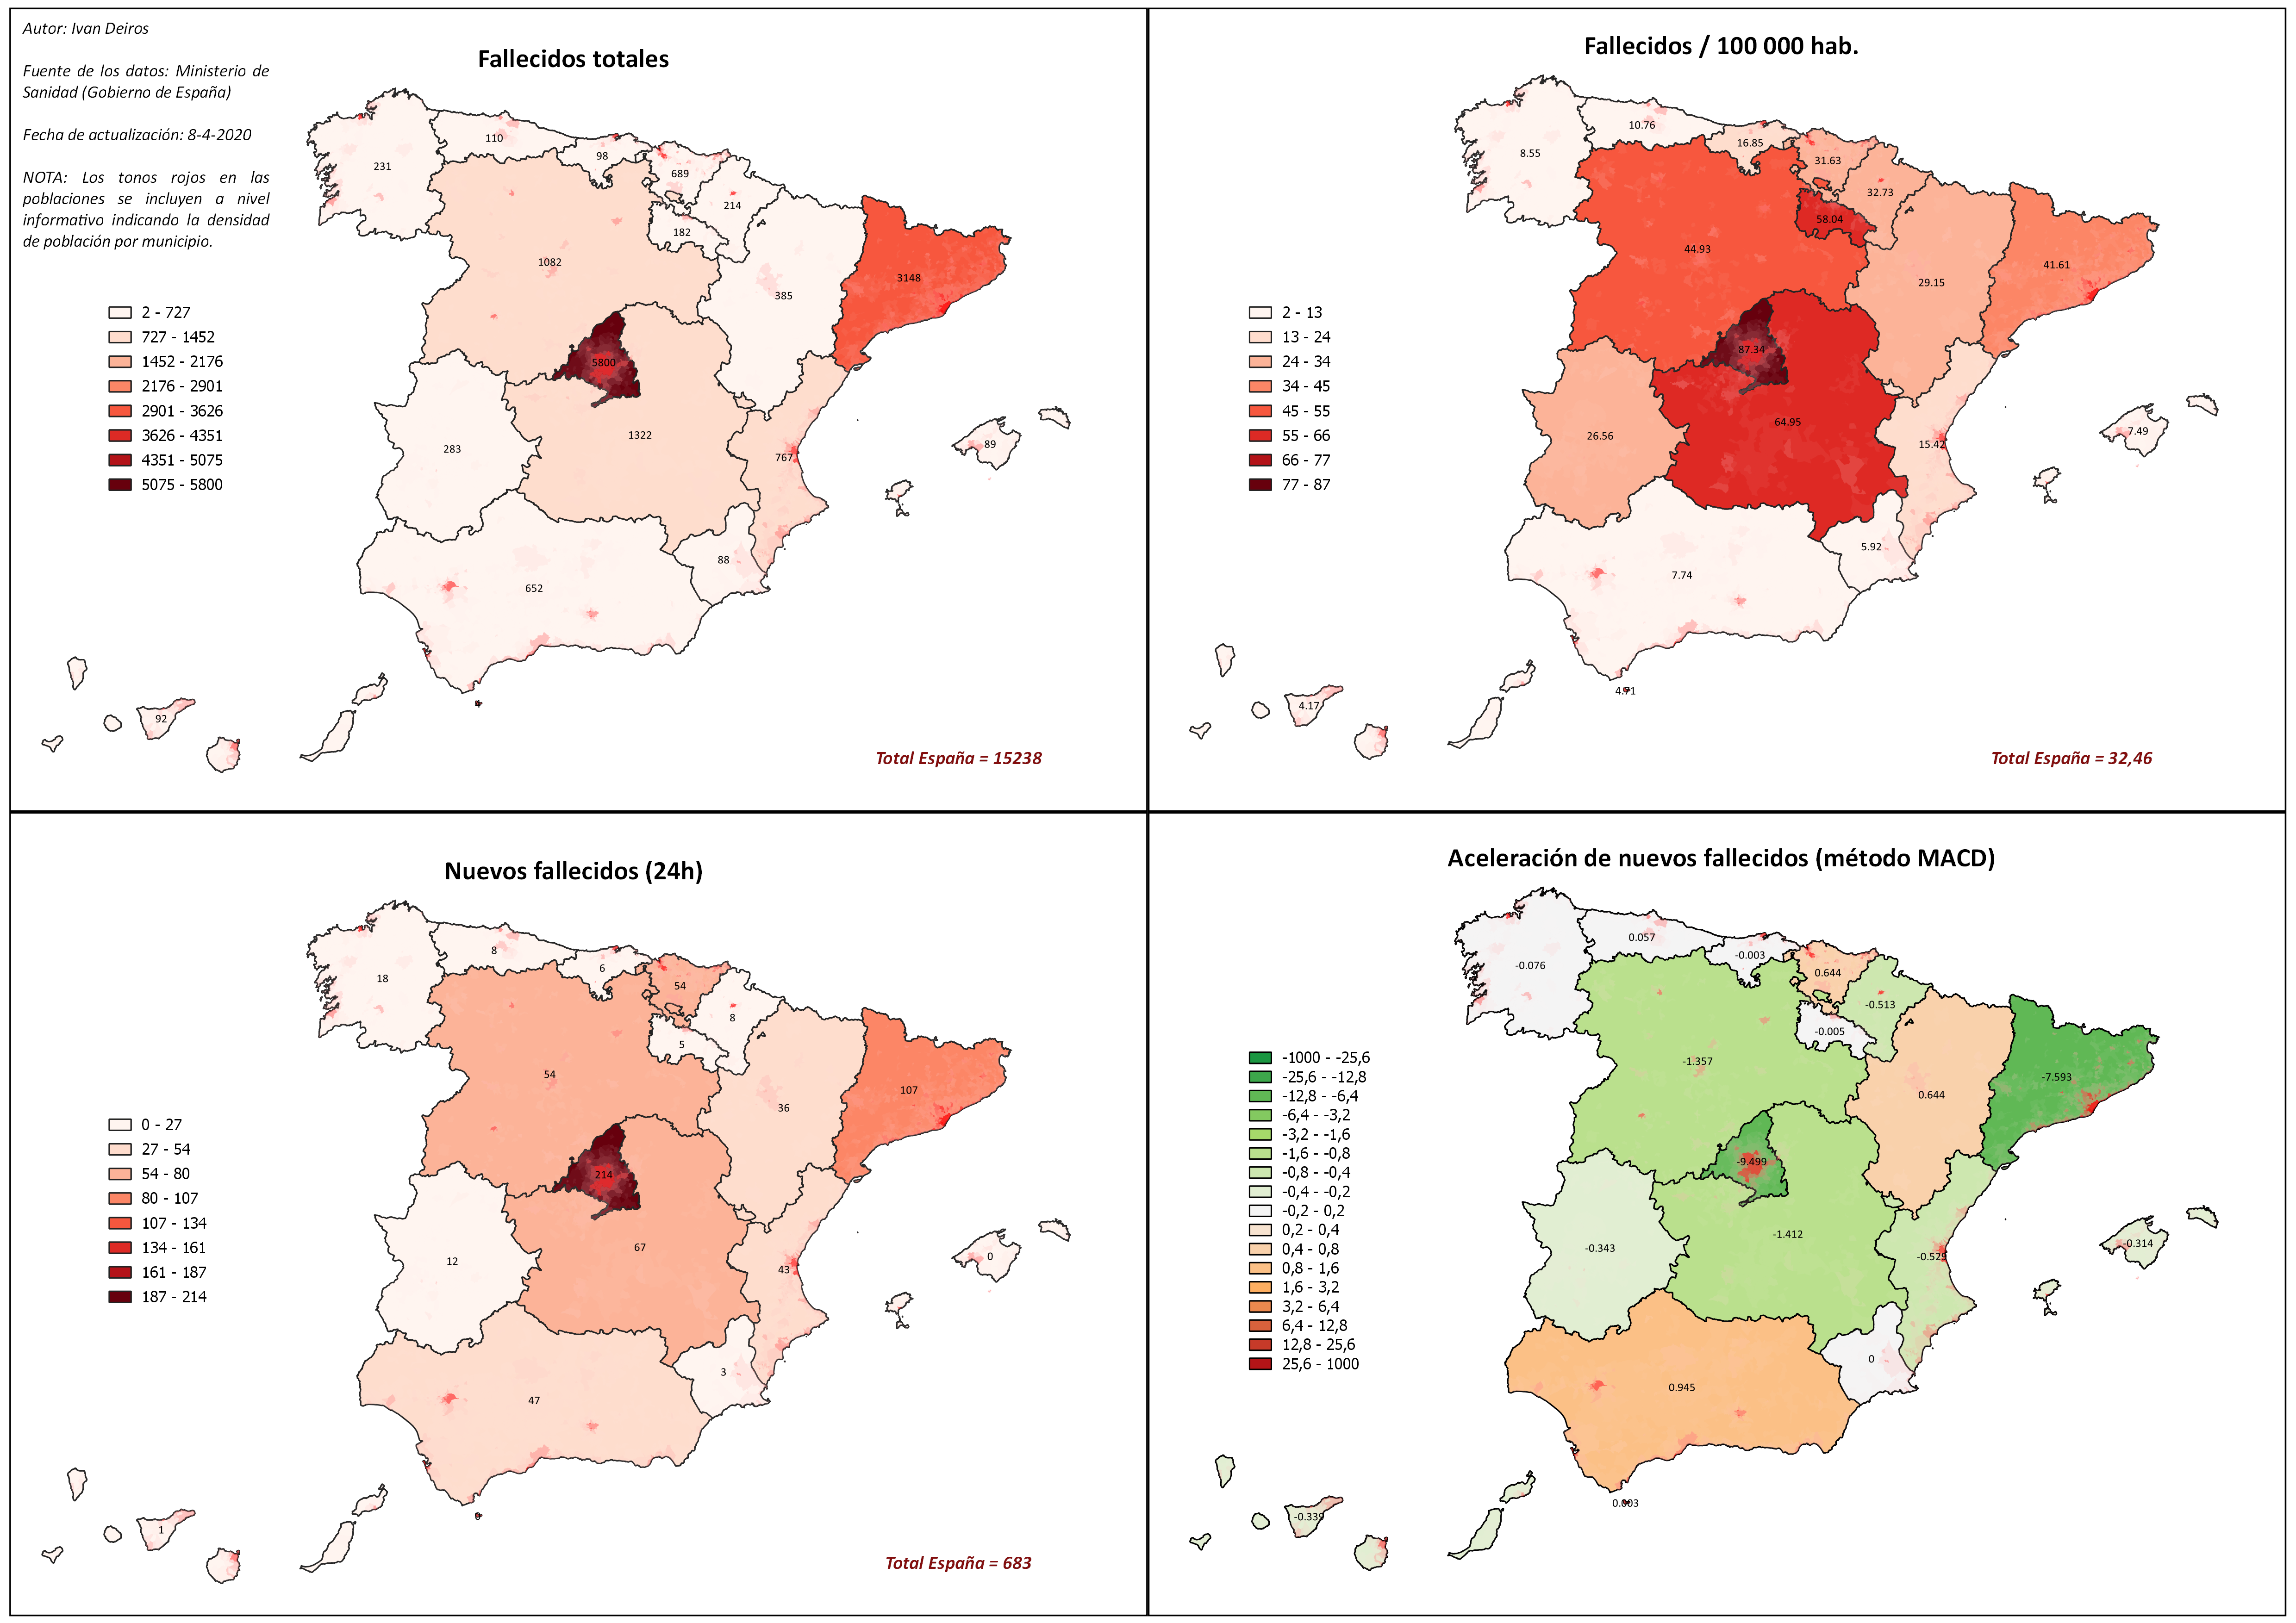 Autor: Ivan Deiros
Fuente de los datos: Ministerio de
Sanidad (Gobierno de España)
Fecha de actualización: 8-4-2020
NOTA: Los tonos rojos en las
poblaciones se incluyen a nivel
informativo indicando la densidad
de población por municipio.
Fallecidos totales
2 - 727
727 - 1452
1452 - 2176
2176 - 2901
2901 - 3626
3626 - 4351
4351 - 5075
5075 - 5800
110
98
231
689
214
182
1082
3148
385
5800
1322
89
283
767
88
652
92
Total España = 15238
Fallecidos / 100 000 hab.
2 - 13
13 - 24
24 - 34
34 - 45
45 - 55
55 - 66
66 - 77
77 - 87
10.76
16.85
8.55
31.63
32.73
58.04
44.93
41.61
29.15
87.34
64.95
7.49
26.56
15.42
5.92
7.74
4.71
4.17
Total España = 32,46
Nuevos fallecidos (24h)
0 - 27
27 - 54
54 - 80
80 - 107
107 - 134
134 - 161
161 - 187
187 - 214
8
6
18
54
8
5
54
107
36
214
67
0
12
43
3
47
0
1
Total España = 683
Aceleración de nuevos fallecidos (método MACD)
-1000 - -25,6
-25,6 - -12,8
-12,8 - -6,4
-6,4 - -3,2
-3,2 - -1,6
-1,6 - -0,8
-0,8 - -0,4
-0,4 - -0,2
-0,2 - 0,2
0,2 - 0,4
0,4 - 0,8
0,8 - 1,6
1,6 - 3,2
3,2 - 6,4
6,4 - 12,8
12,8 - 25,6
25,6 - 1000
0.057
-0.003
-0.076
0.644
-0.513
-0.005
-1.357
-7.593
0.644
-9.499
-1.412
-0.314
-0.343
-0.529
0
0.945
0.003
-0.339